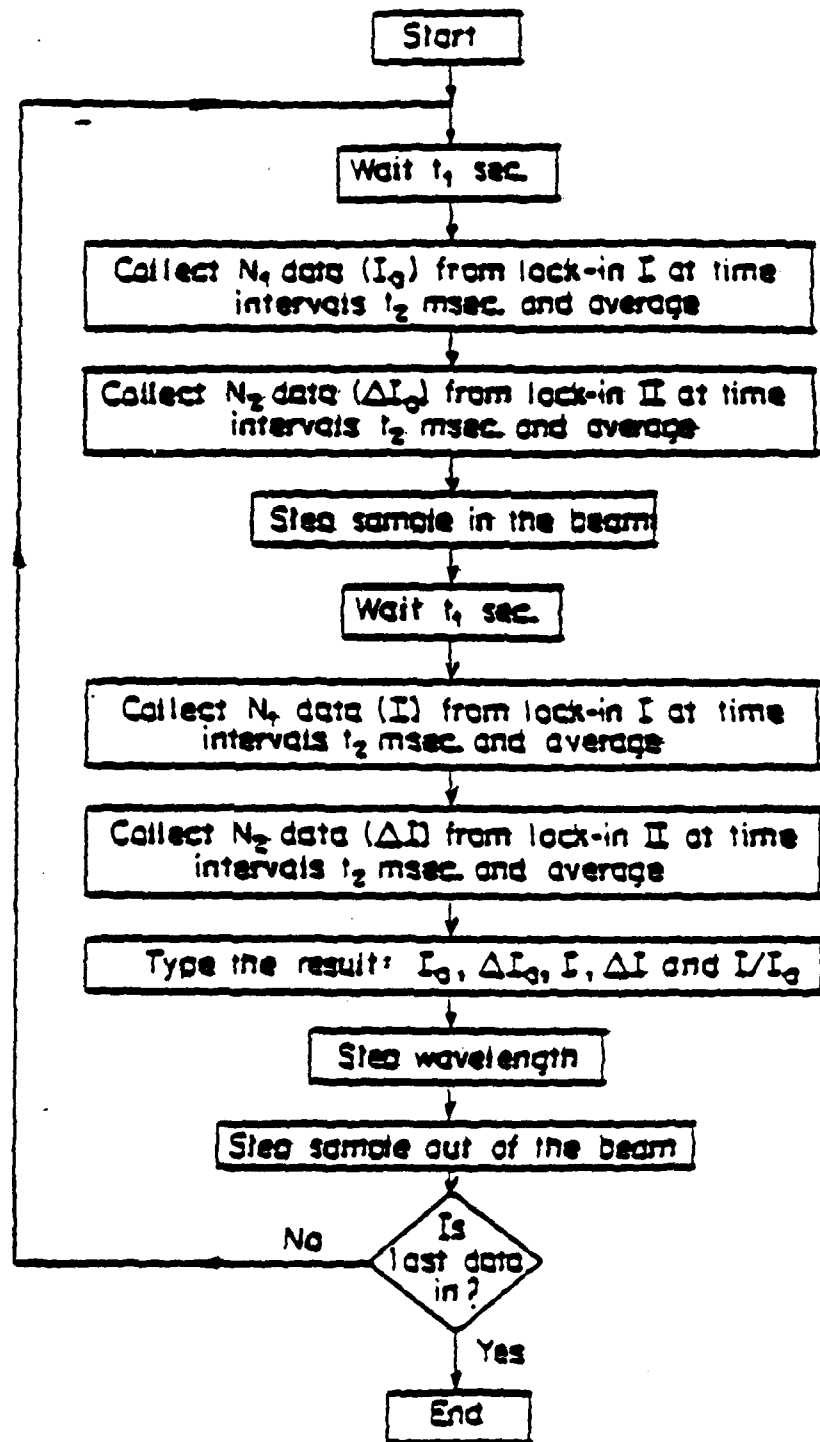 Start
Wait t₁ sec.
Collect N₁ data (I₀) from lock-in I at time
intervals t₂ msec. and average
Collect N₂ data (ΔI₀) from lock-in II at time
intervals t₂ msec. and average
Step sample in the beam
Wait t₁ sec.
Collect N₁ data (I) from lock-in I at time
intervals t₂ msec. and average
Collect N₂ data (ΔI) from lock-in II at time
intervals t₂ msec. and average
Type the result: I₀, ΔI₀, I, ΔI and I/I₀
Step wavelength
Step sample out of the beam
Is
last data
in?
No
Yes
End